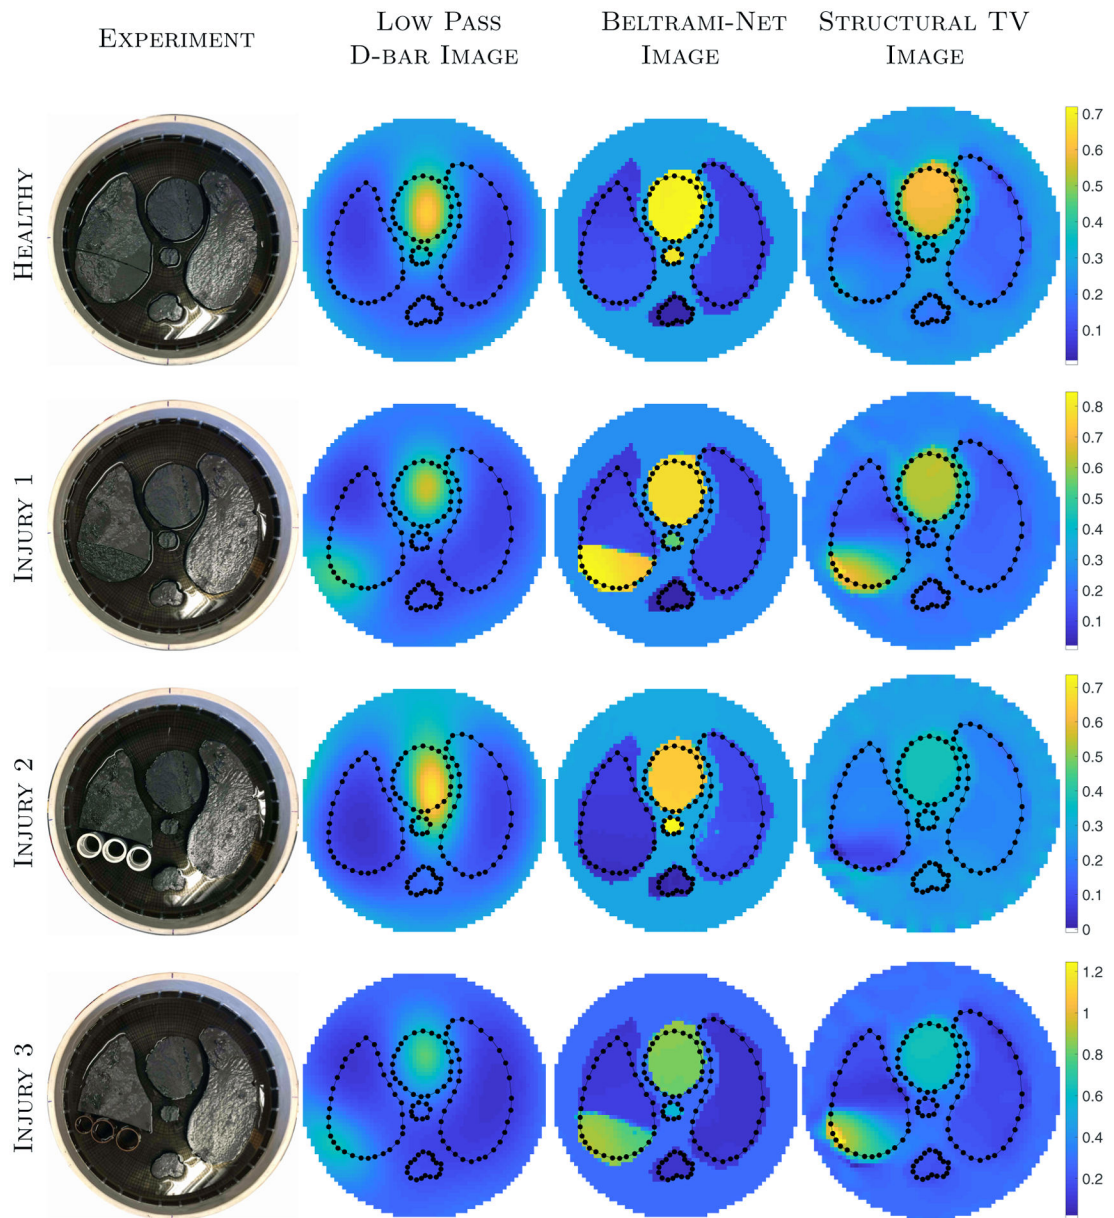 EXPERIMENT
LOW PASS
D-BAR IMAGE
BELTRAMI-NET
IMAGE
STRUCTURAL TV
IMAGE
HEALTHY
0.7
0.6
0.5
0.4
0.3
0.2
0.1
INJURY 1
0.8
0.7
0.6
0.5
0.4
0.3
0.2
0.1
INJURY 2
0.7
0.6
0.5
0.4
0.3
0.2
0.1
0
INJURY 3
1.2
1
0.8
0.6
0.4
0.2